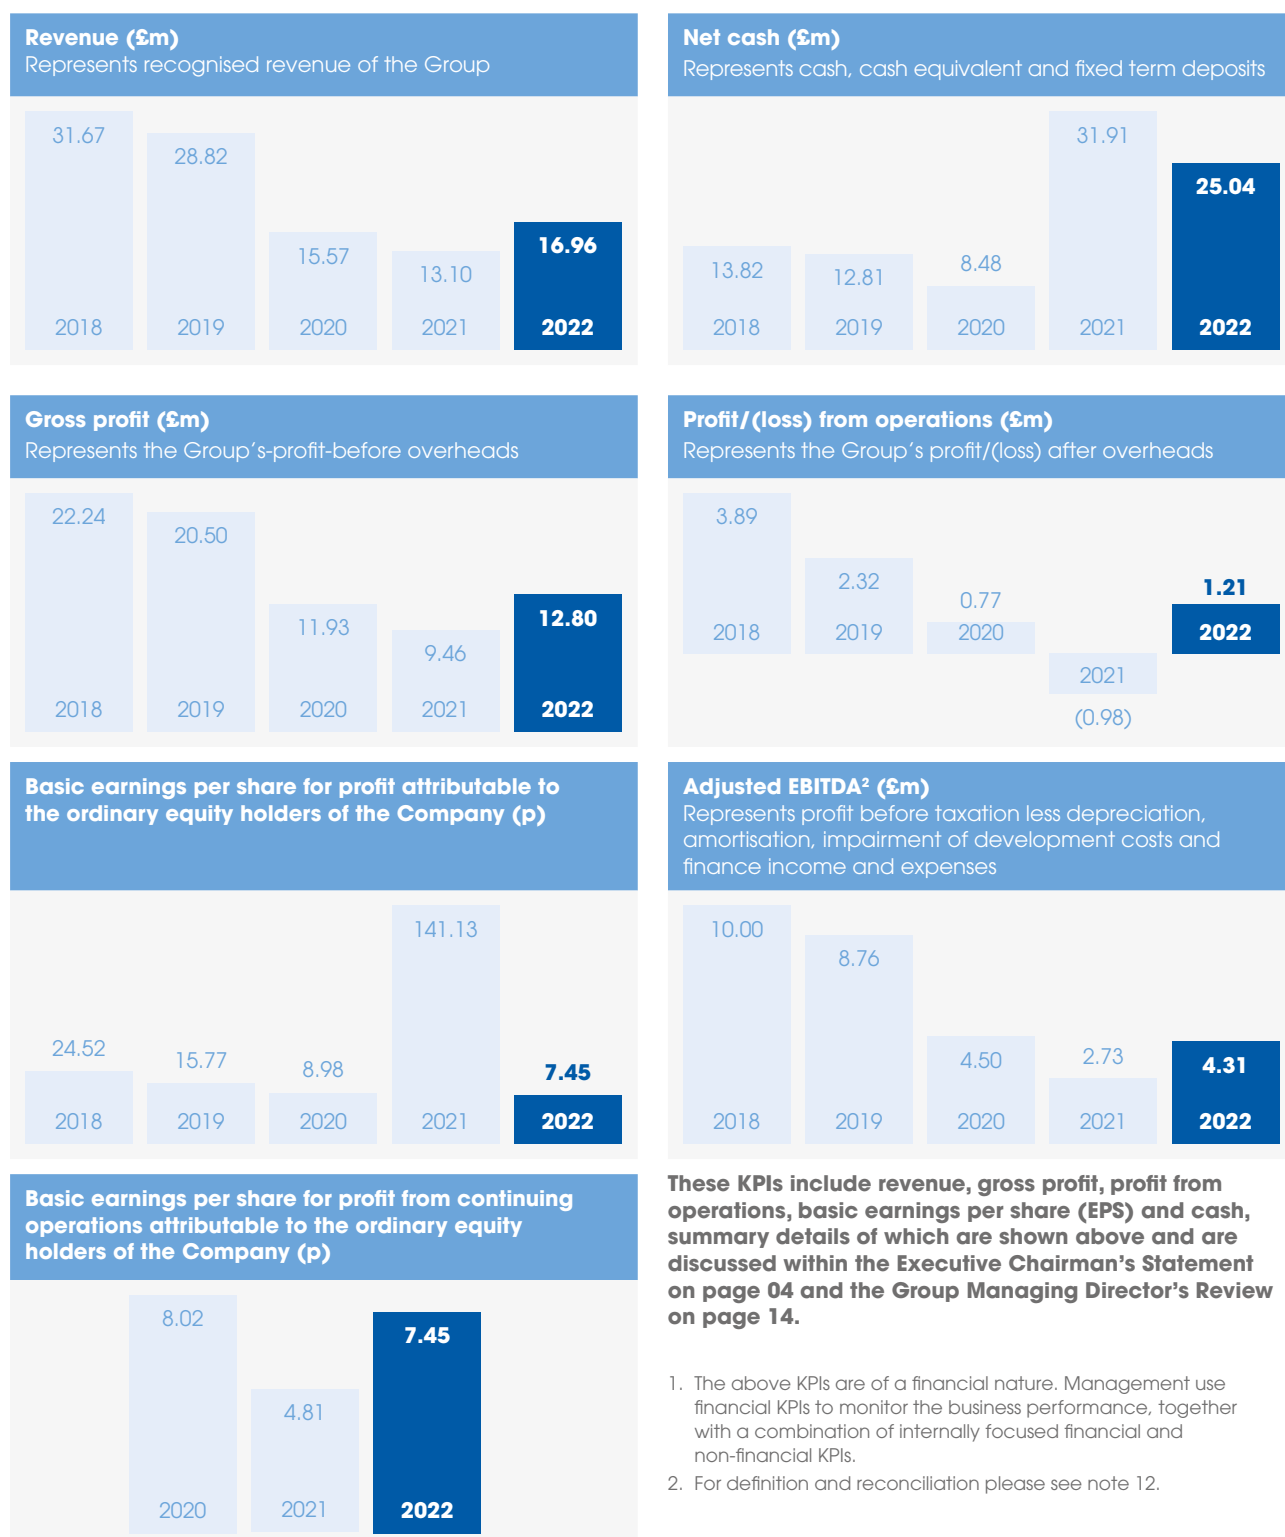 Revenue (£m)
Represents recognised revenue of the Group
31.67
28.82
15.57
13.10
16.96
2018
2019
2020
2021
2022
Net cash (£m)
Represents cash, cash equivalent and fixed term deposits
13.82
12.81
8.48
31.91
25.04
2018
2019
2020
2021
2022
Gross profit (£m)
Represents the Group's-profit-before overheads
22.24
20.50
11.93
9.46
12.80
2018
2019
2020
2021
2022
Profit/(loss) from operations (£m)
Represents the Group's profit/(loss) after overheads
3.89
2.32
0.77
1.21
2018
2019
2020
2021
2022
(0.98)
Basic earnings per share for profit attributable to
the ordinary equity holders of the Company (p)
24.52
15.77
8.98
141.13
7.45
2018
2019
2020
2021
2022
Adjusted EBITDA² (£m)
Represents profit before taxation less depreciation,
amortisation, impairment of development costs and
finance income and expenses
10.00
8.76
4.50
2.73
4.31
2018
2019
2020
2021
2022
Basic earnings per share for profit from continuing
operations attributable to the ordinary equity
holders of the Company (p)
8.02
4.81
7.45
2020
2021
2022
These KPIs include revenue, gross profit, profit from
operations, basic earnings per share (EPS) and cash,
summary details of which are shown above and are
discussed within the Executive Chairman's Statement
on page 04 and the Group Managing Director's Review
on page 14.
1. The above KPIs are of a financial nature. Management use
financial KPIs to monitor the business performance, together
with a combination of internally focused financial and
non-financial KPIs.
2. For definition and reconciliation please see note 12.